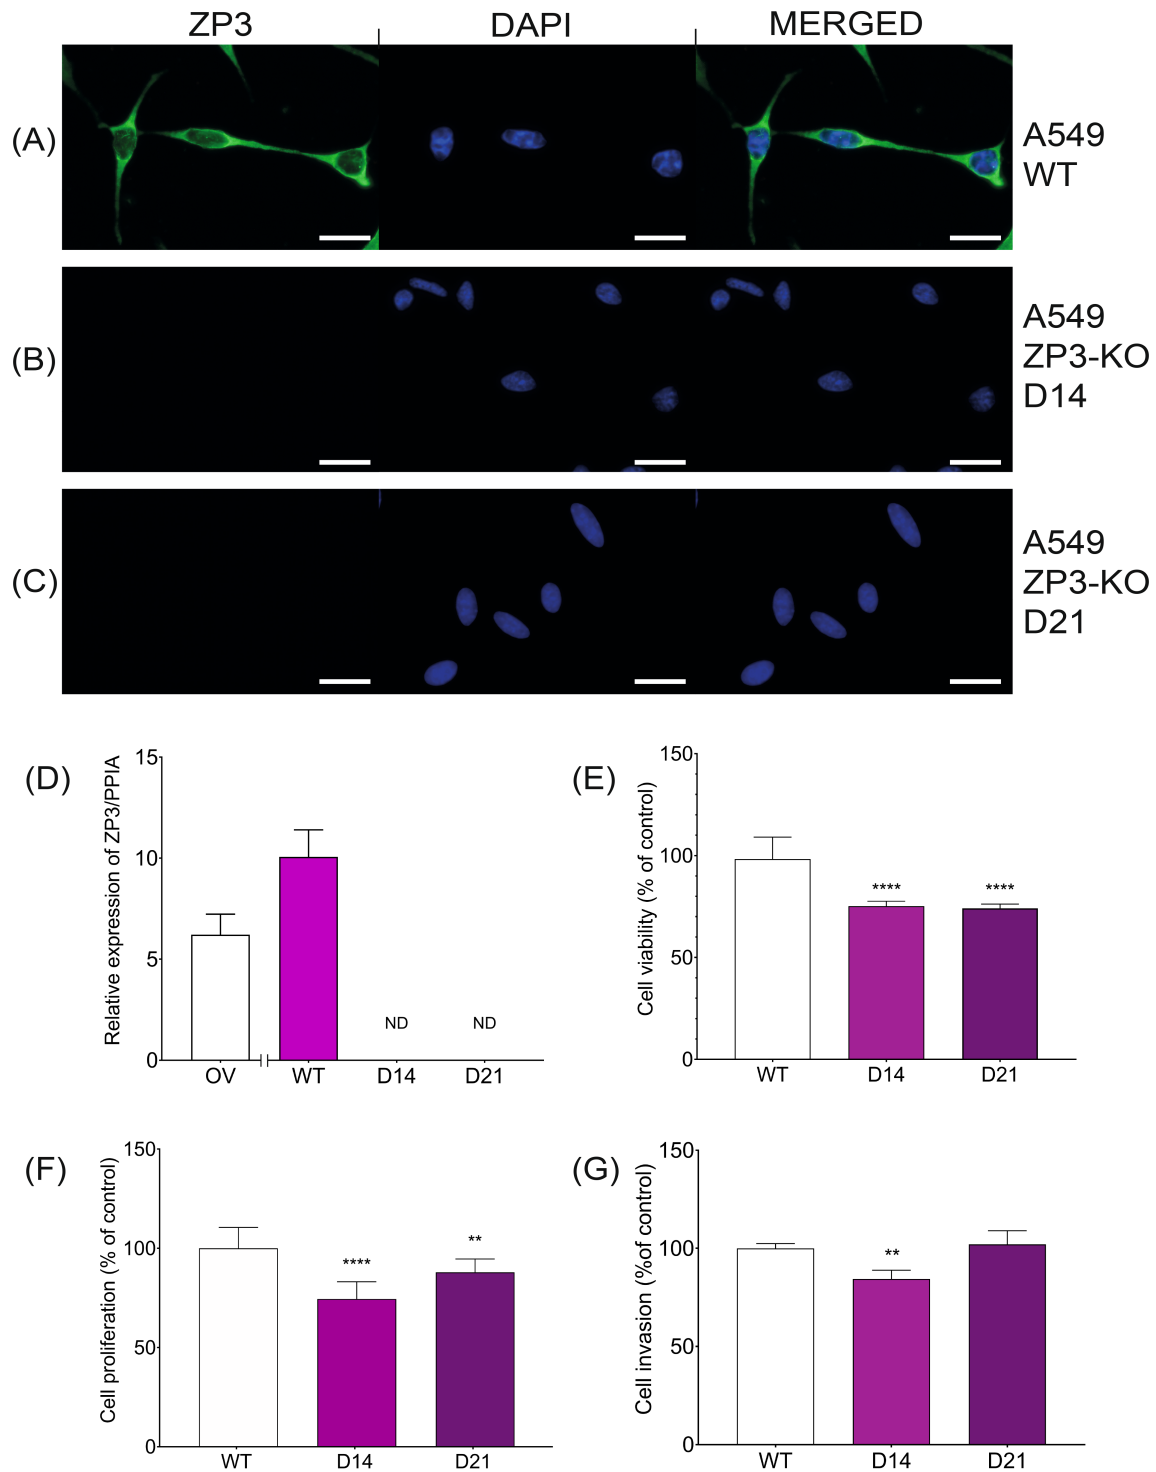 ZP3 DAPI MERGED
(A)
A549
WT
(B)
A549
ZP3-KO
D14
(C)
A549
ZP3-KO
D21
(D)
Relative expression of ZP3/PPIA
15
10
5
0
ND ND
OV WT D14 D21
(E)
Cell viability (% of control)
150
100
50
0
**** ****
WT D14 D21
(F)
Cell proliferation (% of control)
150
100
50
0
**** **
WT D14 D21
(G)
Cell invasion (%of control)
150
100
50
0
**
WT D14 D21